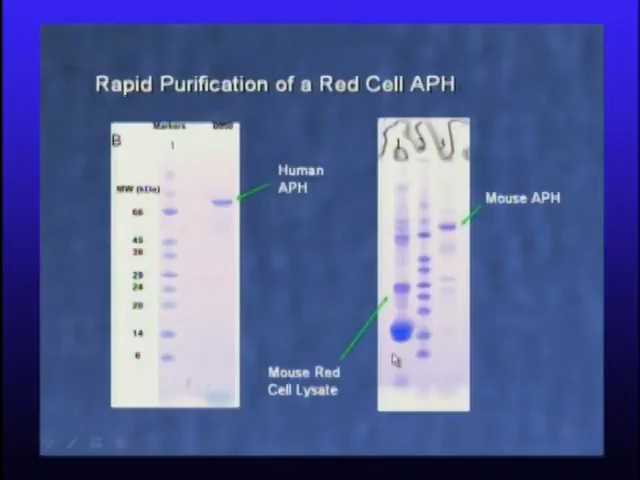 Rapid Purification of a Red Cell APH
B
Markers
1
MW (kDa)
66
45
36
29
24
20
14
6
Human
APH
Mouse APH
Mouse Red
Cell Lysate